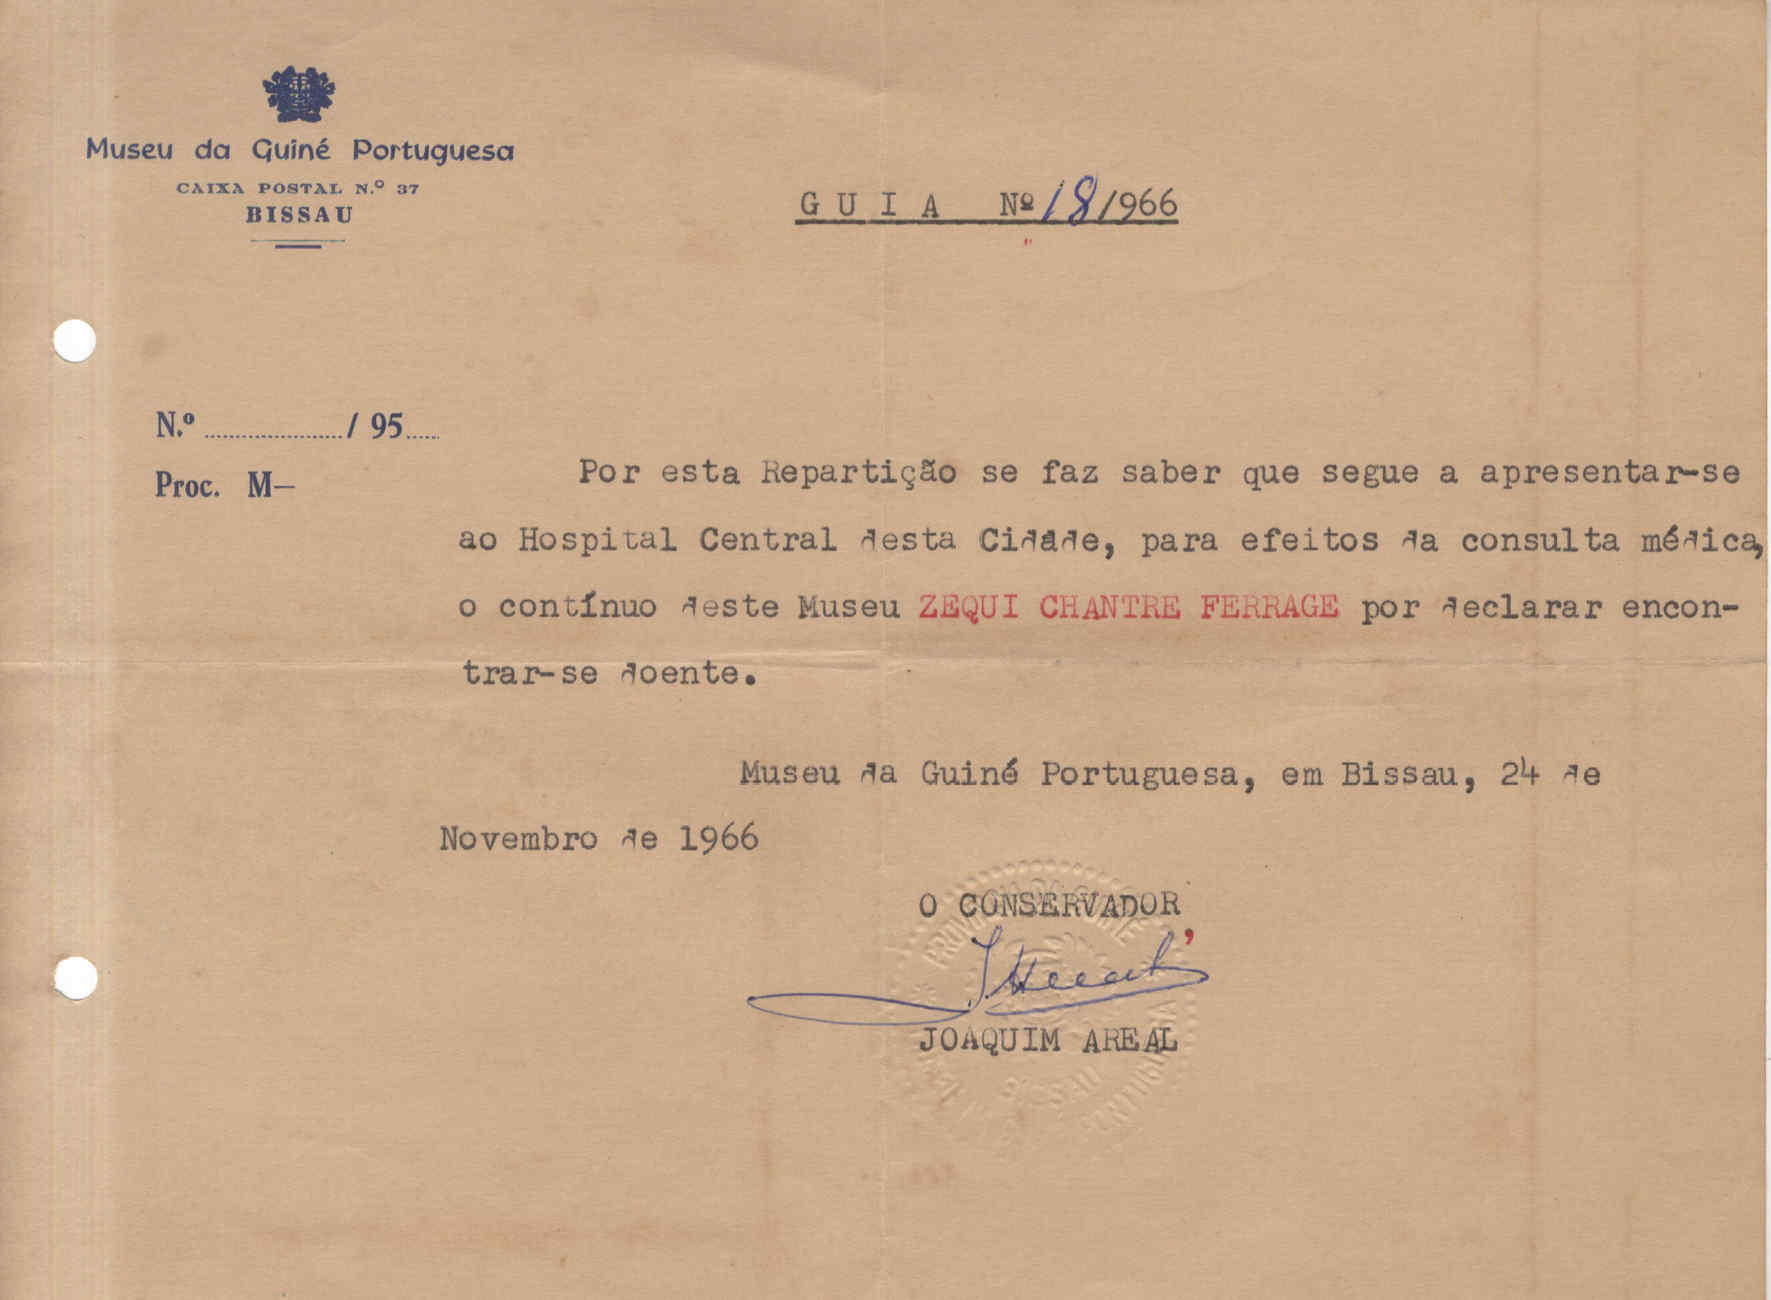 Museu da Guiné Portuguesa
CAIXA POSTAL N.º 37
BISSAU
GUIA Nº 18/966
N.º ..................... / 95.....
Proc. M—
Por esta Repartição se faz saber que segue a apresentar-se
ao Hospital Central desta Cidade, para efeitos da consulta médica,
o contínuo deste Museu ZEQUI CHANTRE FERRAGE por declarar encon-
trar-se doente.
Museu da Guiné Portuguesa, em Bissau, 24 de
Novembro de 1966
O CONSERVADOR
JOAQUIM AREAL
BISSAU
PORTUGUESA